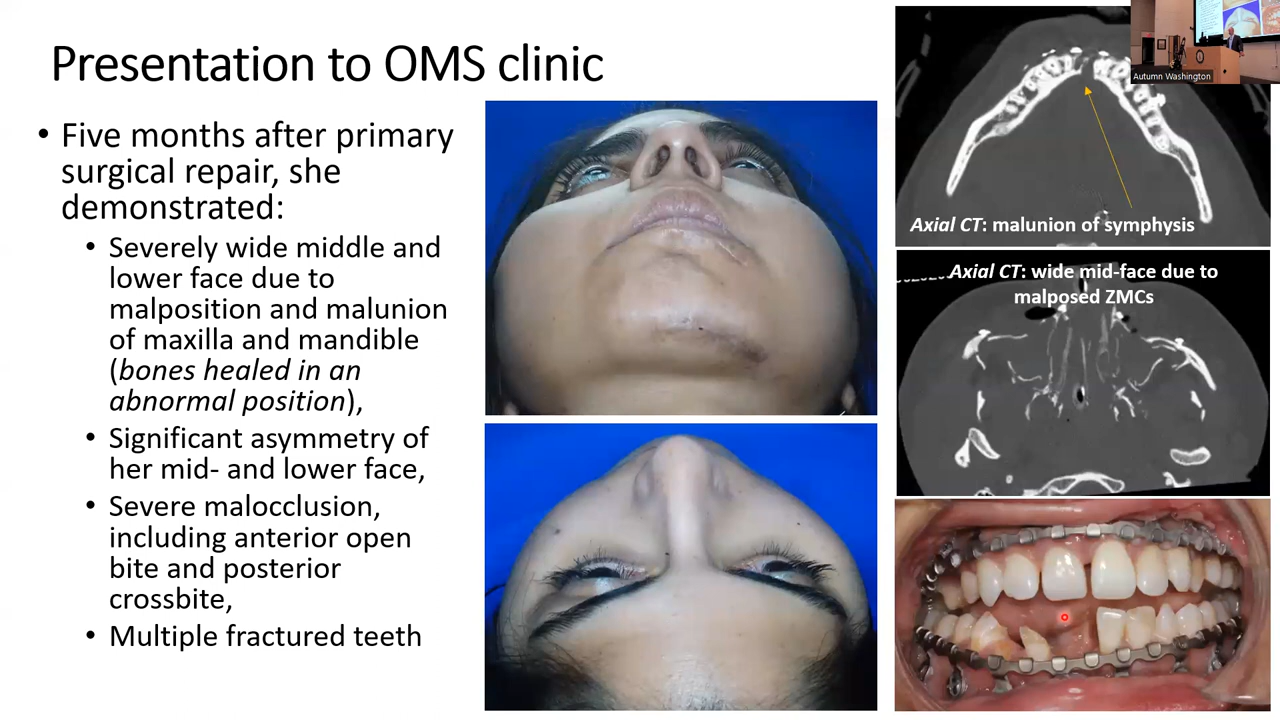 Presentation to OMS clinic
• Five months after primary
surgical repair, she
demonstrated:
• Severely wide middle and
lower face due to
malposition and malunion
of maxilla and mandible
(bones healed in an
abnormal position),
• Significant asymmetry of
her mid- and lower face,
• Severe malocclusion,
including anterior open
bite and posterior
crossbite,
• Multiple fractured teeth
Autumn Washington
Axial CT: malunion of symphysis
Axial CT: wide mid-face due to
malposed ZMCs